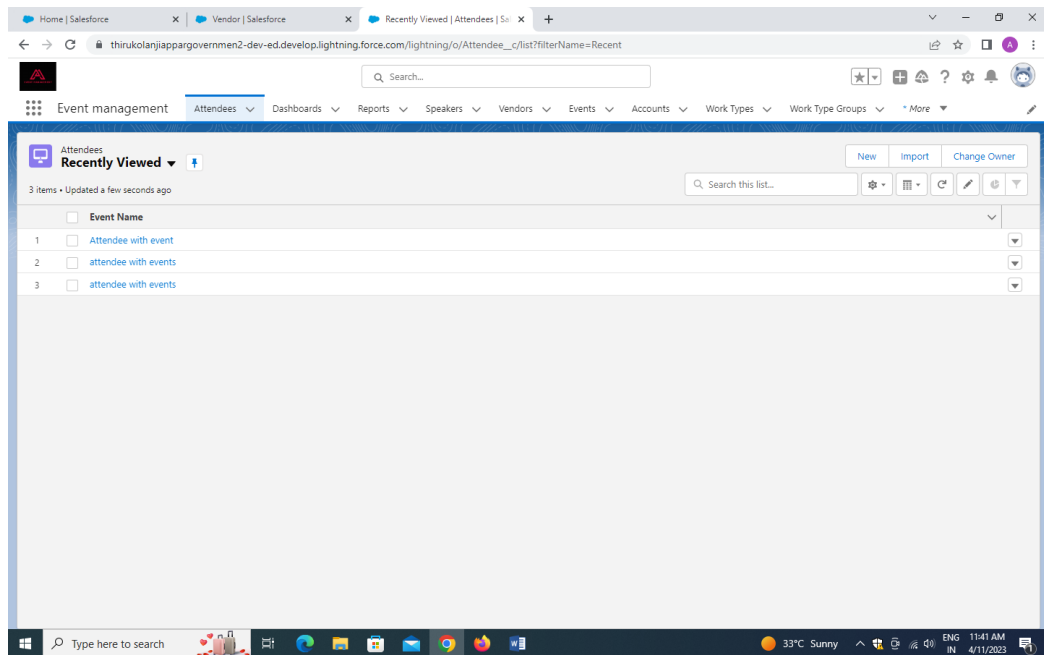 Home | Salesforce
Vendor | Salesforce
Recently Viewed | Attendees | Sal
thirukolanjiappargovernmen2-dev-ed.develop.lightning.force.com/lightning/o/Attendee__c/list?filterName=Recent
A
Search...
Event management Attendees Dashboards Reports Speakers Vendors Events Accounts Work Types Work Type Groups * More
Attendees
Recently Viewed
New Import Change Owner
3 items • Updated a few seconds ago
Search this list...
Event Name
1 Attendee with event
2 attendee with events
3 attendee with events
Type here to search
33°C Sunny
ENG 11:41 AM
IN 4/11/2023